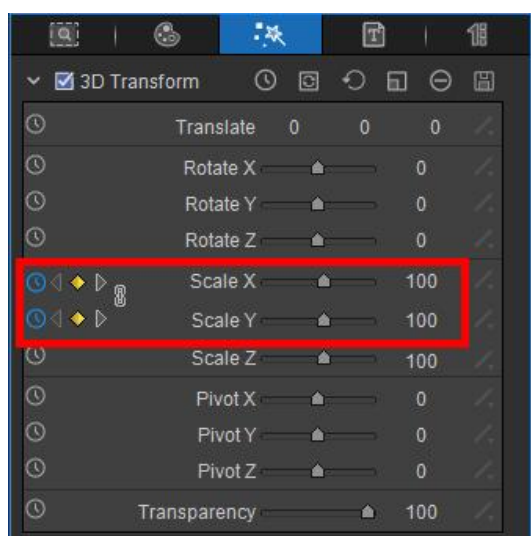 3D Transform
Translate 0 0 0
Rotate X 0
Rotate Y 0
Rotate Z 0
Scale X 100
Scale Y 100
Scale Z 100
Pivot X 0
Pivot Y 0
Pivot Z 0
Transparency 100